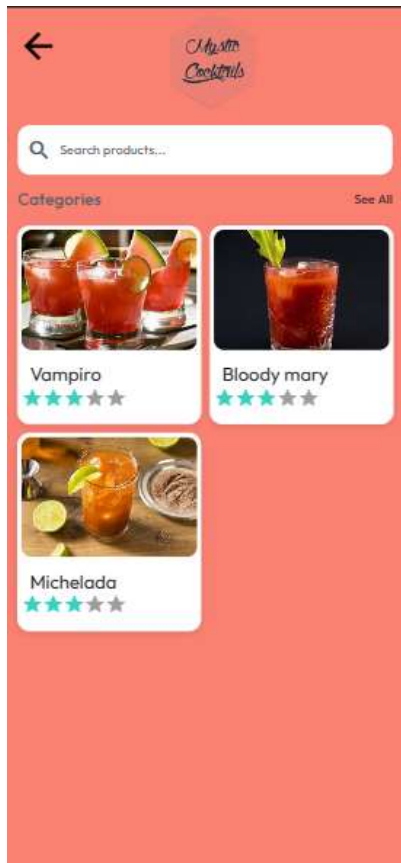 Mystic
Cocktails
Search products...
Categories
See All
Vampiro
Bloody mary
Michelada